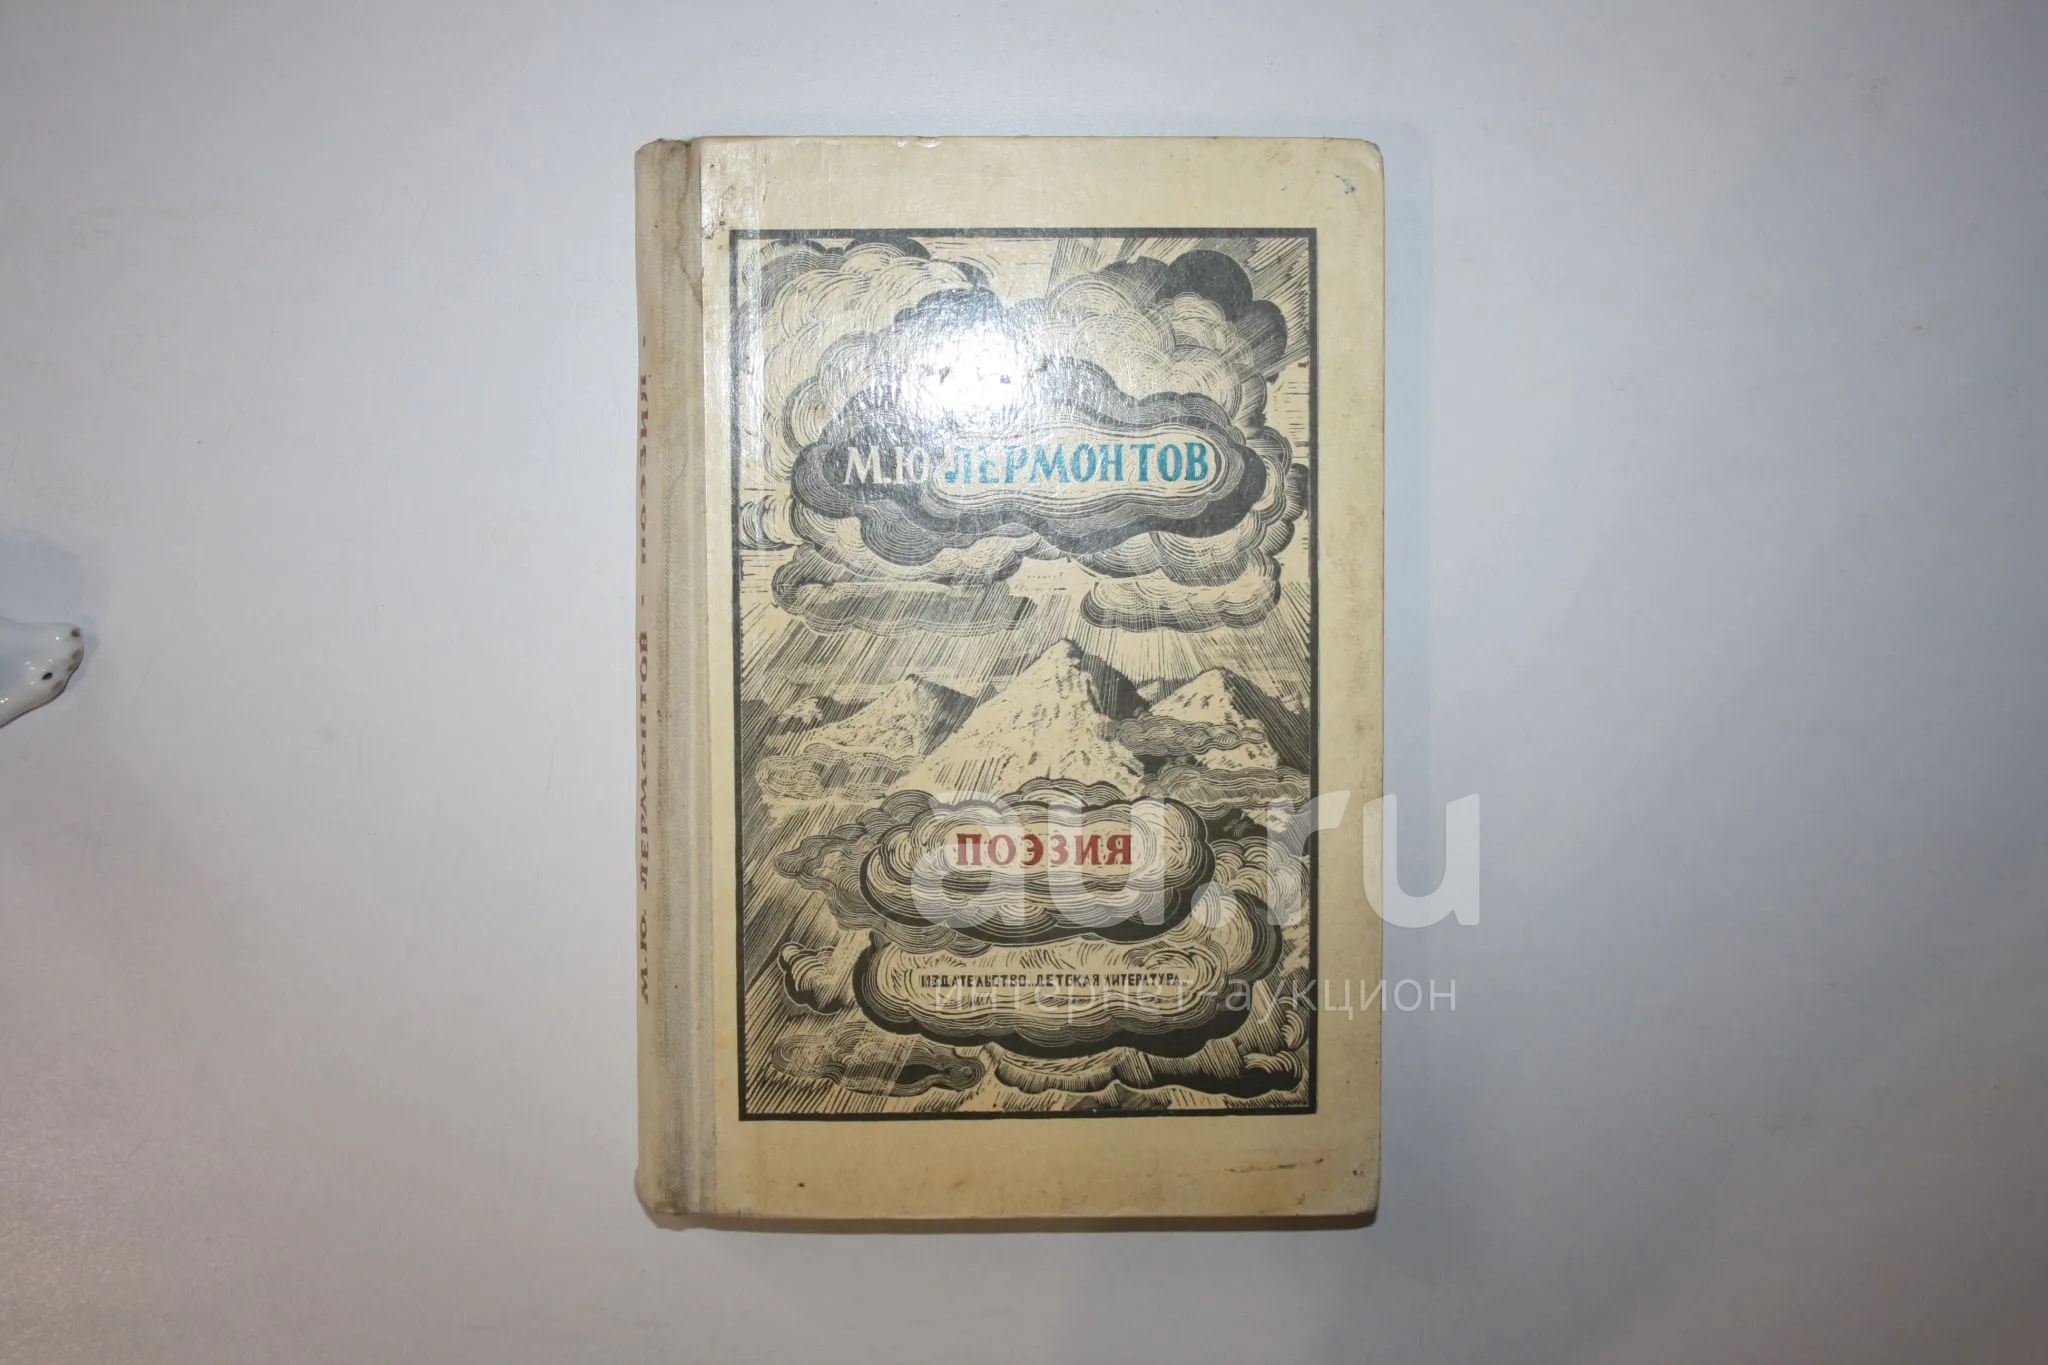 М.Ю. ЛЕРМОНТОВ
ПОЭЗИЯ
ИЗДАТЕЛЬСТВО „ДЕТСКАЯ ЛИТЕРАТУРА"
М.Ю. ЛЕРМОНТОВ - ПОЭЗИЯ -
au.ru
интернет-аукцион